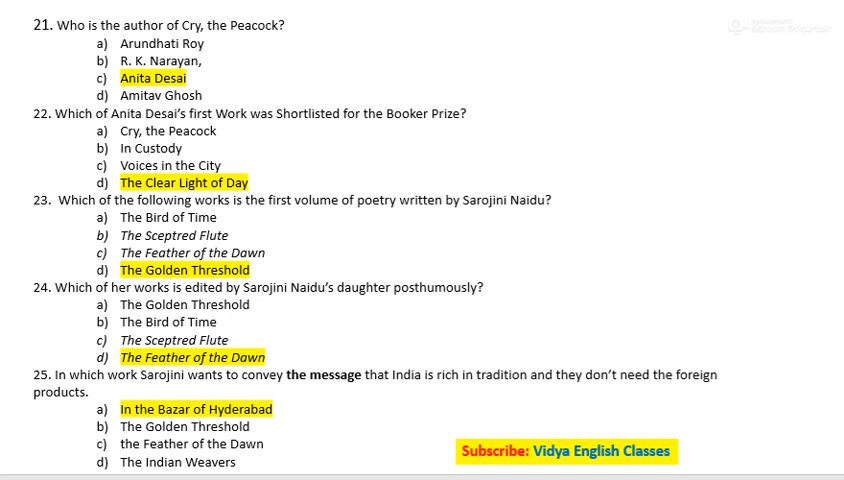 21. Who is the author of Cry, the Peacock?
a) Arundhati Roy
b) R. K. Narayan,
c) Anita Desai
d) Amitav Ghosh
22. Which of Anita Desai's first Work was Shortlisted for the Booker Prize?
a) Cry, the Peacock
b) In Custody
c) Voices in the City
d) The Clear Light of Day
23. Which of the following works is the first volume of poetry written by Sarojini Naidu?
a) The Bird of Time
b) The Sceptred Flute
c) The Feather of the Dawn
d) The Golden Threshold
24. Which of her works is edited by Sarojini Naidu's daughter posthumously?
a) The Golden Threshold
b) The Bird of Time
c) The Sceptred Flute
d) The Feather of the Dawn
25. In which work Sarojini wants to convey the message that India is rich in tradition and they don't need the foreign
products.
a) In the Bazar of Hyderabad
b) The Golden Threshold
c) the Feather of the Dawn
d) The Indian Weavers
Subscribe: Vidya English Classes